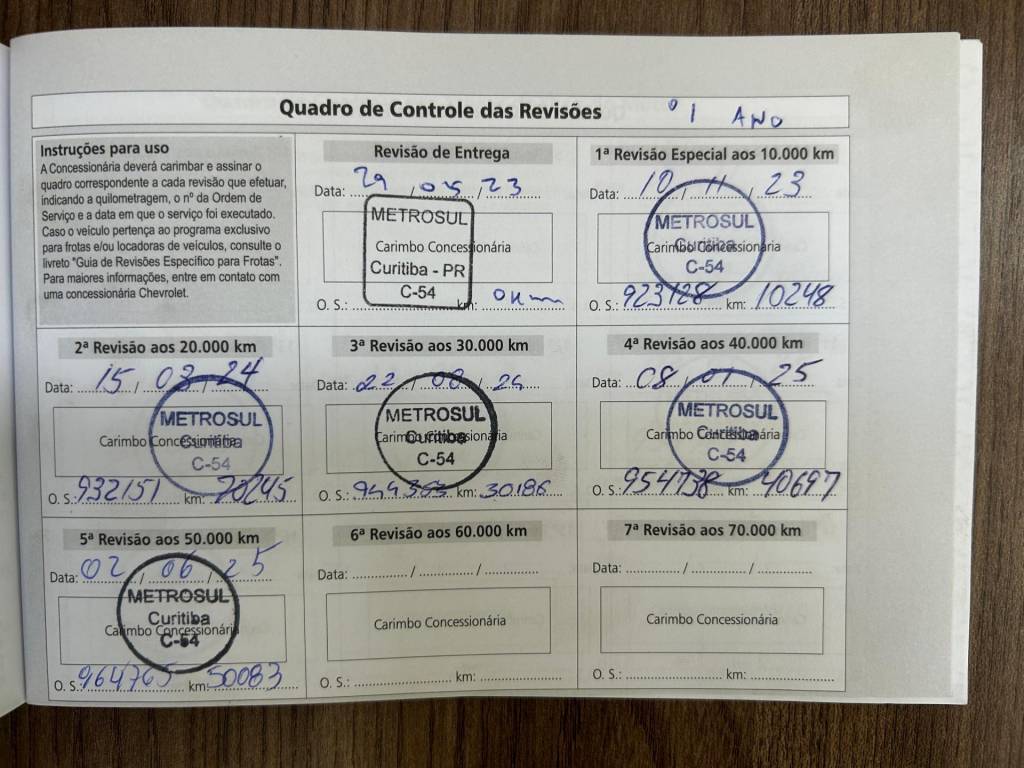 Quadro de Controle das Revisões 01 ANO
Instruções para uso
A Concessionária deverá carimbar e assinar o
quadro correspondente a cada revisão que efetuar,
indicando a quilometragem, o nº da Ordem de
Serviço e a data em que o serviço foi executado.
Caso o veículo pertença ao programa exclusivo
para frotas e/ou locadoras de veículos, consulte o
livreto "Guia de Revisões Específico para Frotas".
Para maiores informações, entre em contato com
uma concessionária Chevrolet.
Revisão de Entrega
Data: 29 / 05 / 23
METROSUL
Carimbo Concessionária
Curitiba - PR
C-54
O. S.: km: 0km
1ª Revisão Especial aos 10.000 km
Data: 10 / 11 / 23
METROSUL
Carimbo Concessionária
Curitiba
C-54
O. S.: 923128 km: 10248
2ª Revisão aos 20.000 km
Data: 15 / 03 / 24
METROSUL
Carimbo Concessionária
Curitiba
C-54
O. S.: 932151 km: 20245
3ª Revisão aos 30.000 km
Data: 22 / 08 / 24
METROSUL
Carimbo Concessionária
Curitiba
C-54
O. S.: km: 30186
4ª Revisão aos 40.000 km
Data: 08 / 01 / 25
METROSUL
Carimbo Concessionária
Curitiba
C-54
O. S.: 954738 km: 40697
5ª Revisão aos 50.000 km
Data: 02 / 06 / 25
METROSUL
Curitiba
Carimbo Concessionária
C-54
O. S.: 964765 km: 50083
6ª Revisão aos 60.000 km
Data: ............... / ............... / ...............
Carimbo Concessionária
O. S.: .............................. km: ..........................
7ª Revisão aos 70.000 km
Data: ............... / ............... / ...............
Carimbo Concessionária
O. S.: .............................. km: ..........................